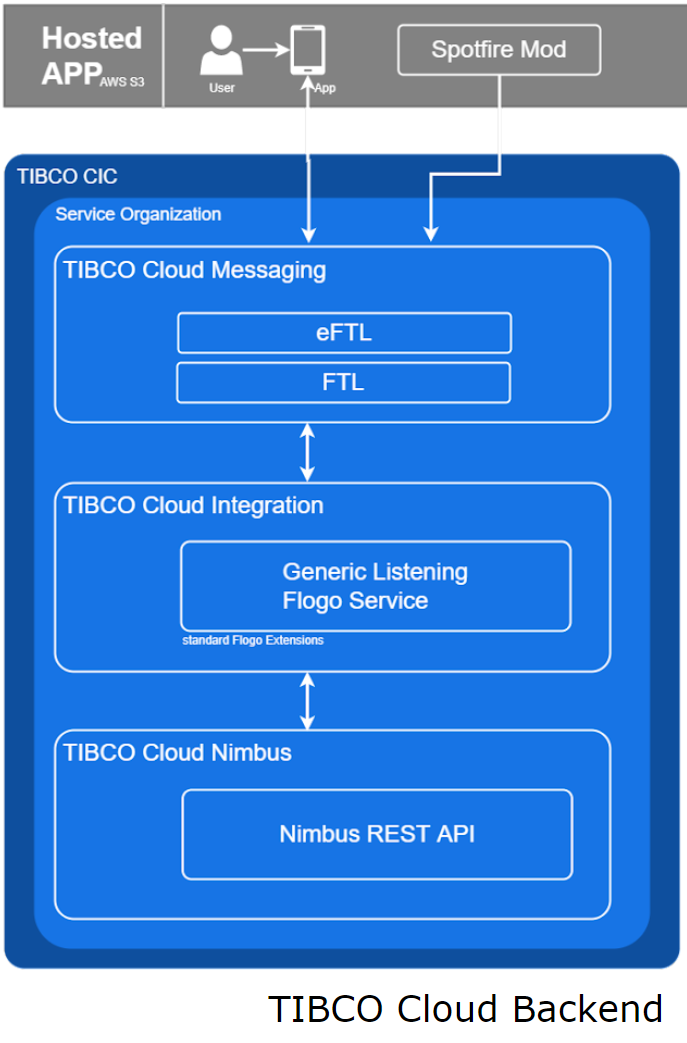 Hosted
APP AWS S3
User
App
Spotfire Mod
TIBCO CIC
Service Organization
TIBCO Cloud Messaging
eFTL
FTL
TIBCO Cloud Integration
Generic Listening
Flogo Service
standard Flogo Extensions
TIBCO Cloud Nimbus
Nimbus REST API
TIBCO Cloud Backend